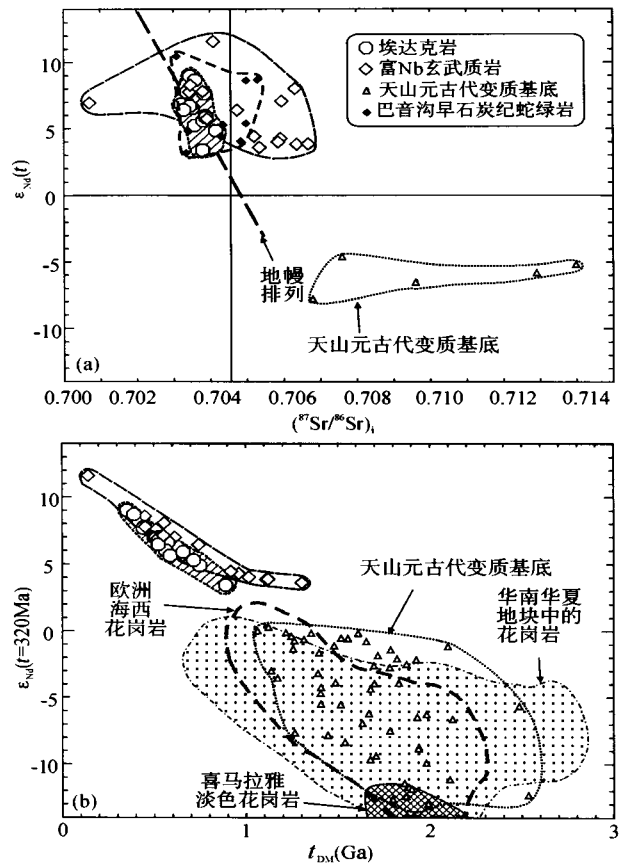 埃达克岩
富Nb玄武质岩
天山元古代变质基底
巴音沟早石炭纪蛇绿岩
10
5
0
-5
-10
εNd(t)
地幔
排列
天山元古代变质基底
(a)
0.700 0.702 0.704 0.706 0.708 0.710 0.712 0.714
(⁸⁷Sr/⁸⁶Sr)ᵢ
10
5
0
-5
-10
εNd(t=320Ma)
欧洲
海西
花岗岩
天山元古代变质基底
华南华夏
地块中的
花岗岩
喜马拉雅
淡色花岗岩
(b)
0 1 2 3
tDM(Ga)